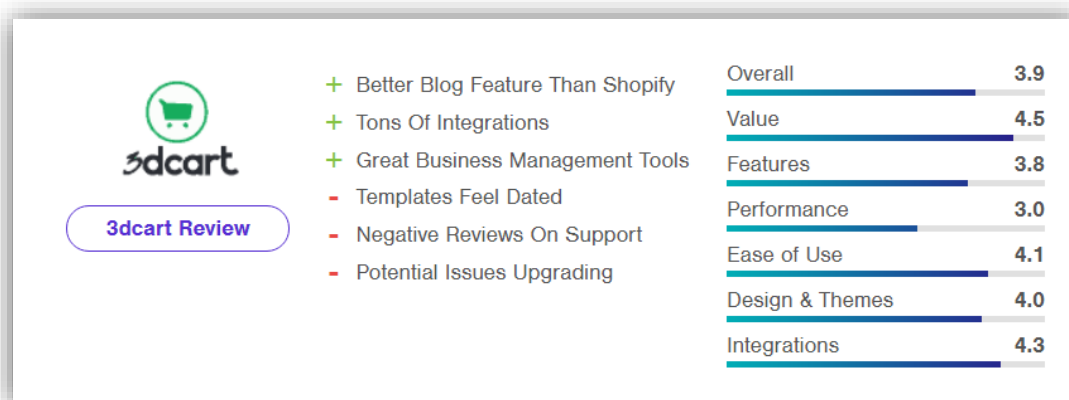 3dcart
3dcart Review
+ Better Blog Feature Than Shopify
+ Tons Of Integrations
+ Great Business Management Tools
- Templates Feel Dated
- Negative Reviews On Support
- Potential Issues Upgrading
Overall 3.9
Value 4.5
Features 3.8
Performance 3.0
Ease of Use 4.1
Design & Themes 4.0
Integrations 4.3